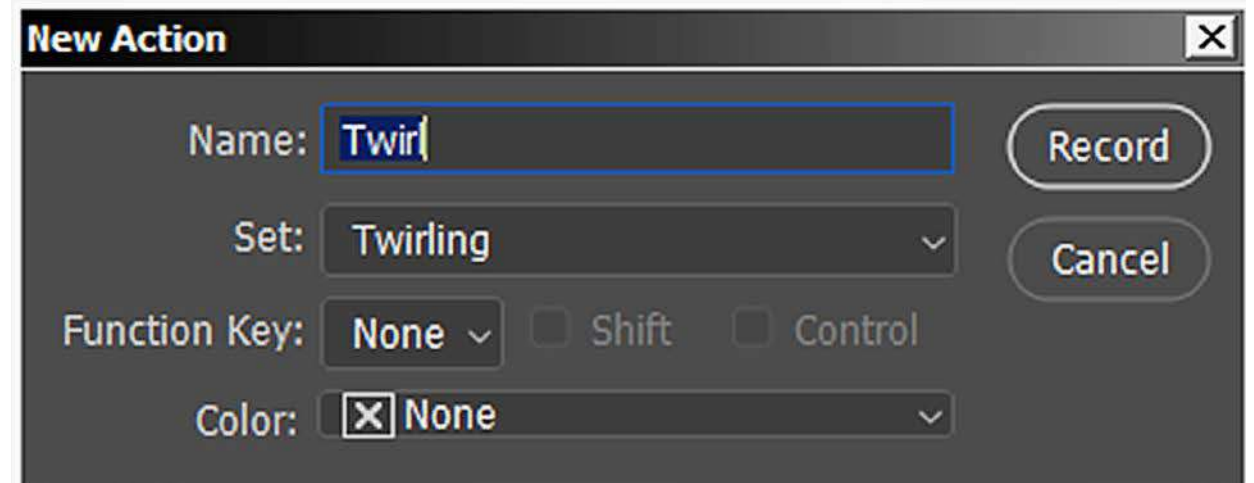 New Action
Name: Twirl Record
Set: Twirling Cancel
Function Key: None Shift Control
Color: None